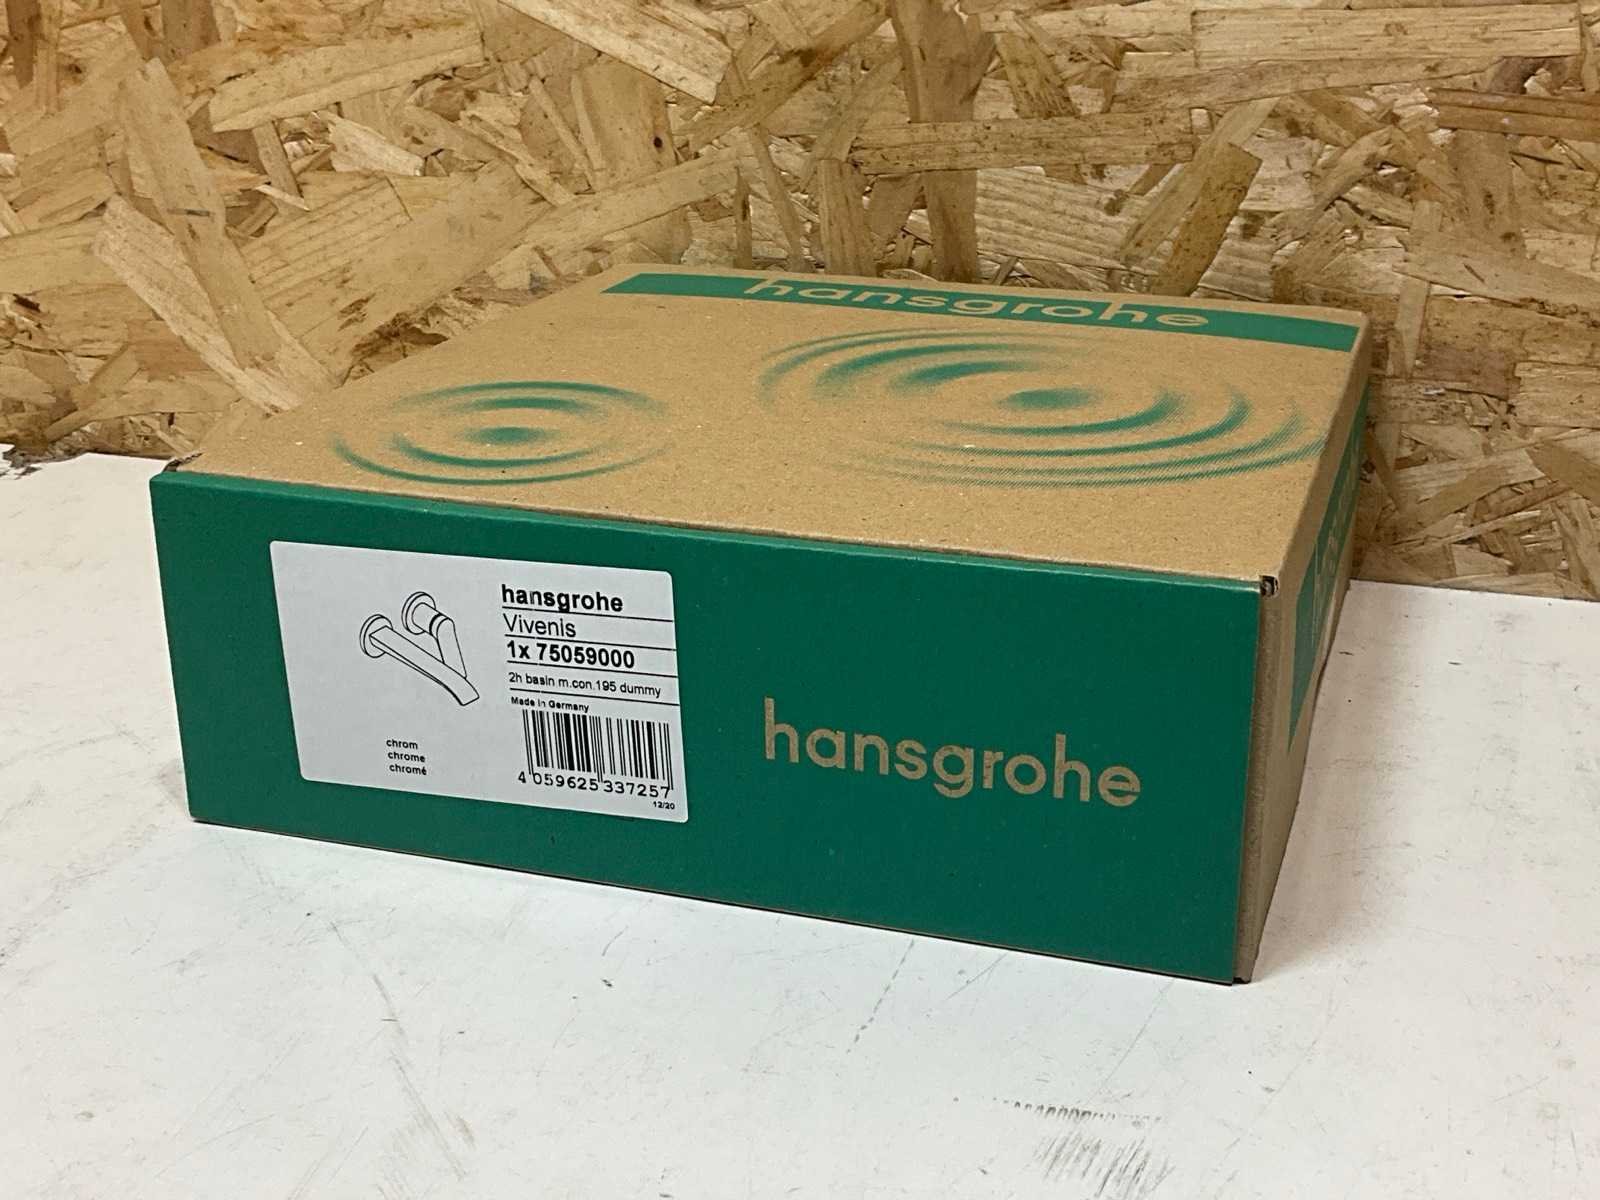 hansgrohe
hansgrohe
Vivenis
1x 75059000
2h basin m.con.195 dummy
Made in Germany
chrom
chrome
chromé
4 059625 337257
12/20
hansgrohe